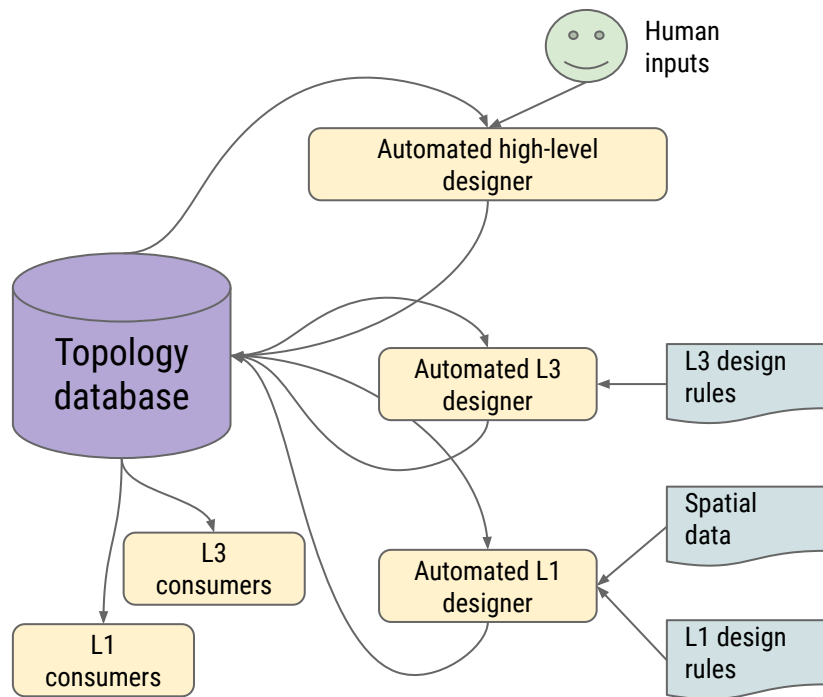 Human
inputs
Automated high-level
designer
Topology
database
Automated L3
designer
L3 design
rules
Spatial
data
L3
consumers
Automated L1
designer
L1
consumers
L1 design
rules